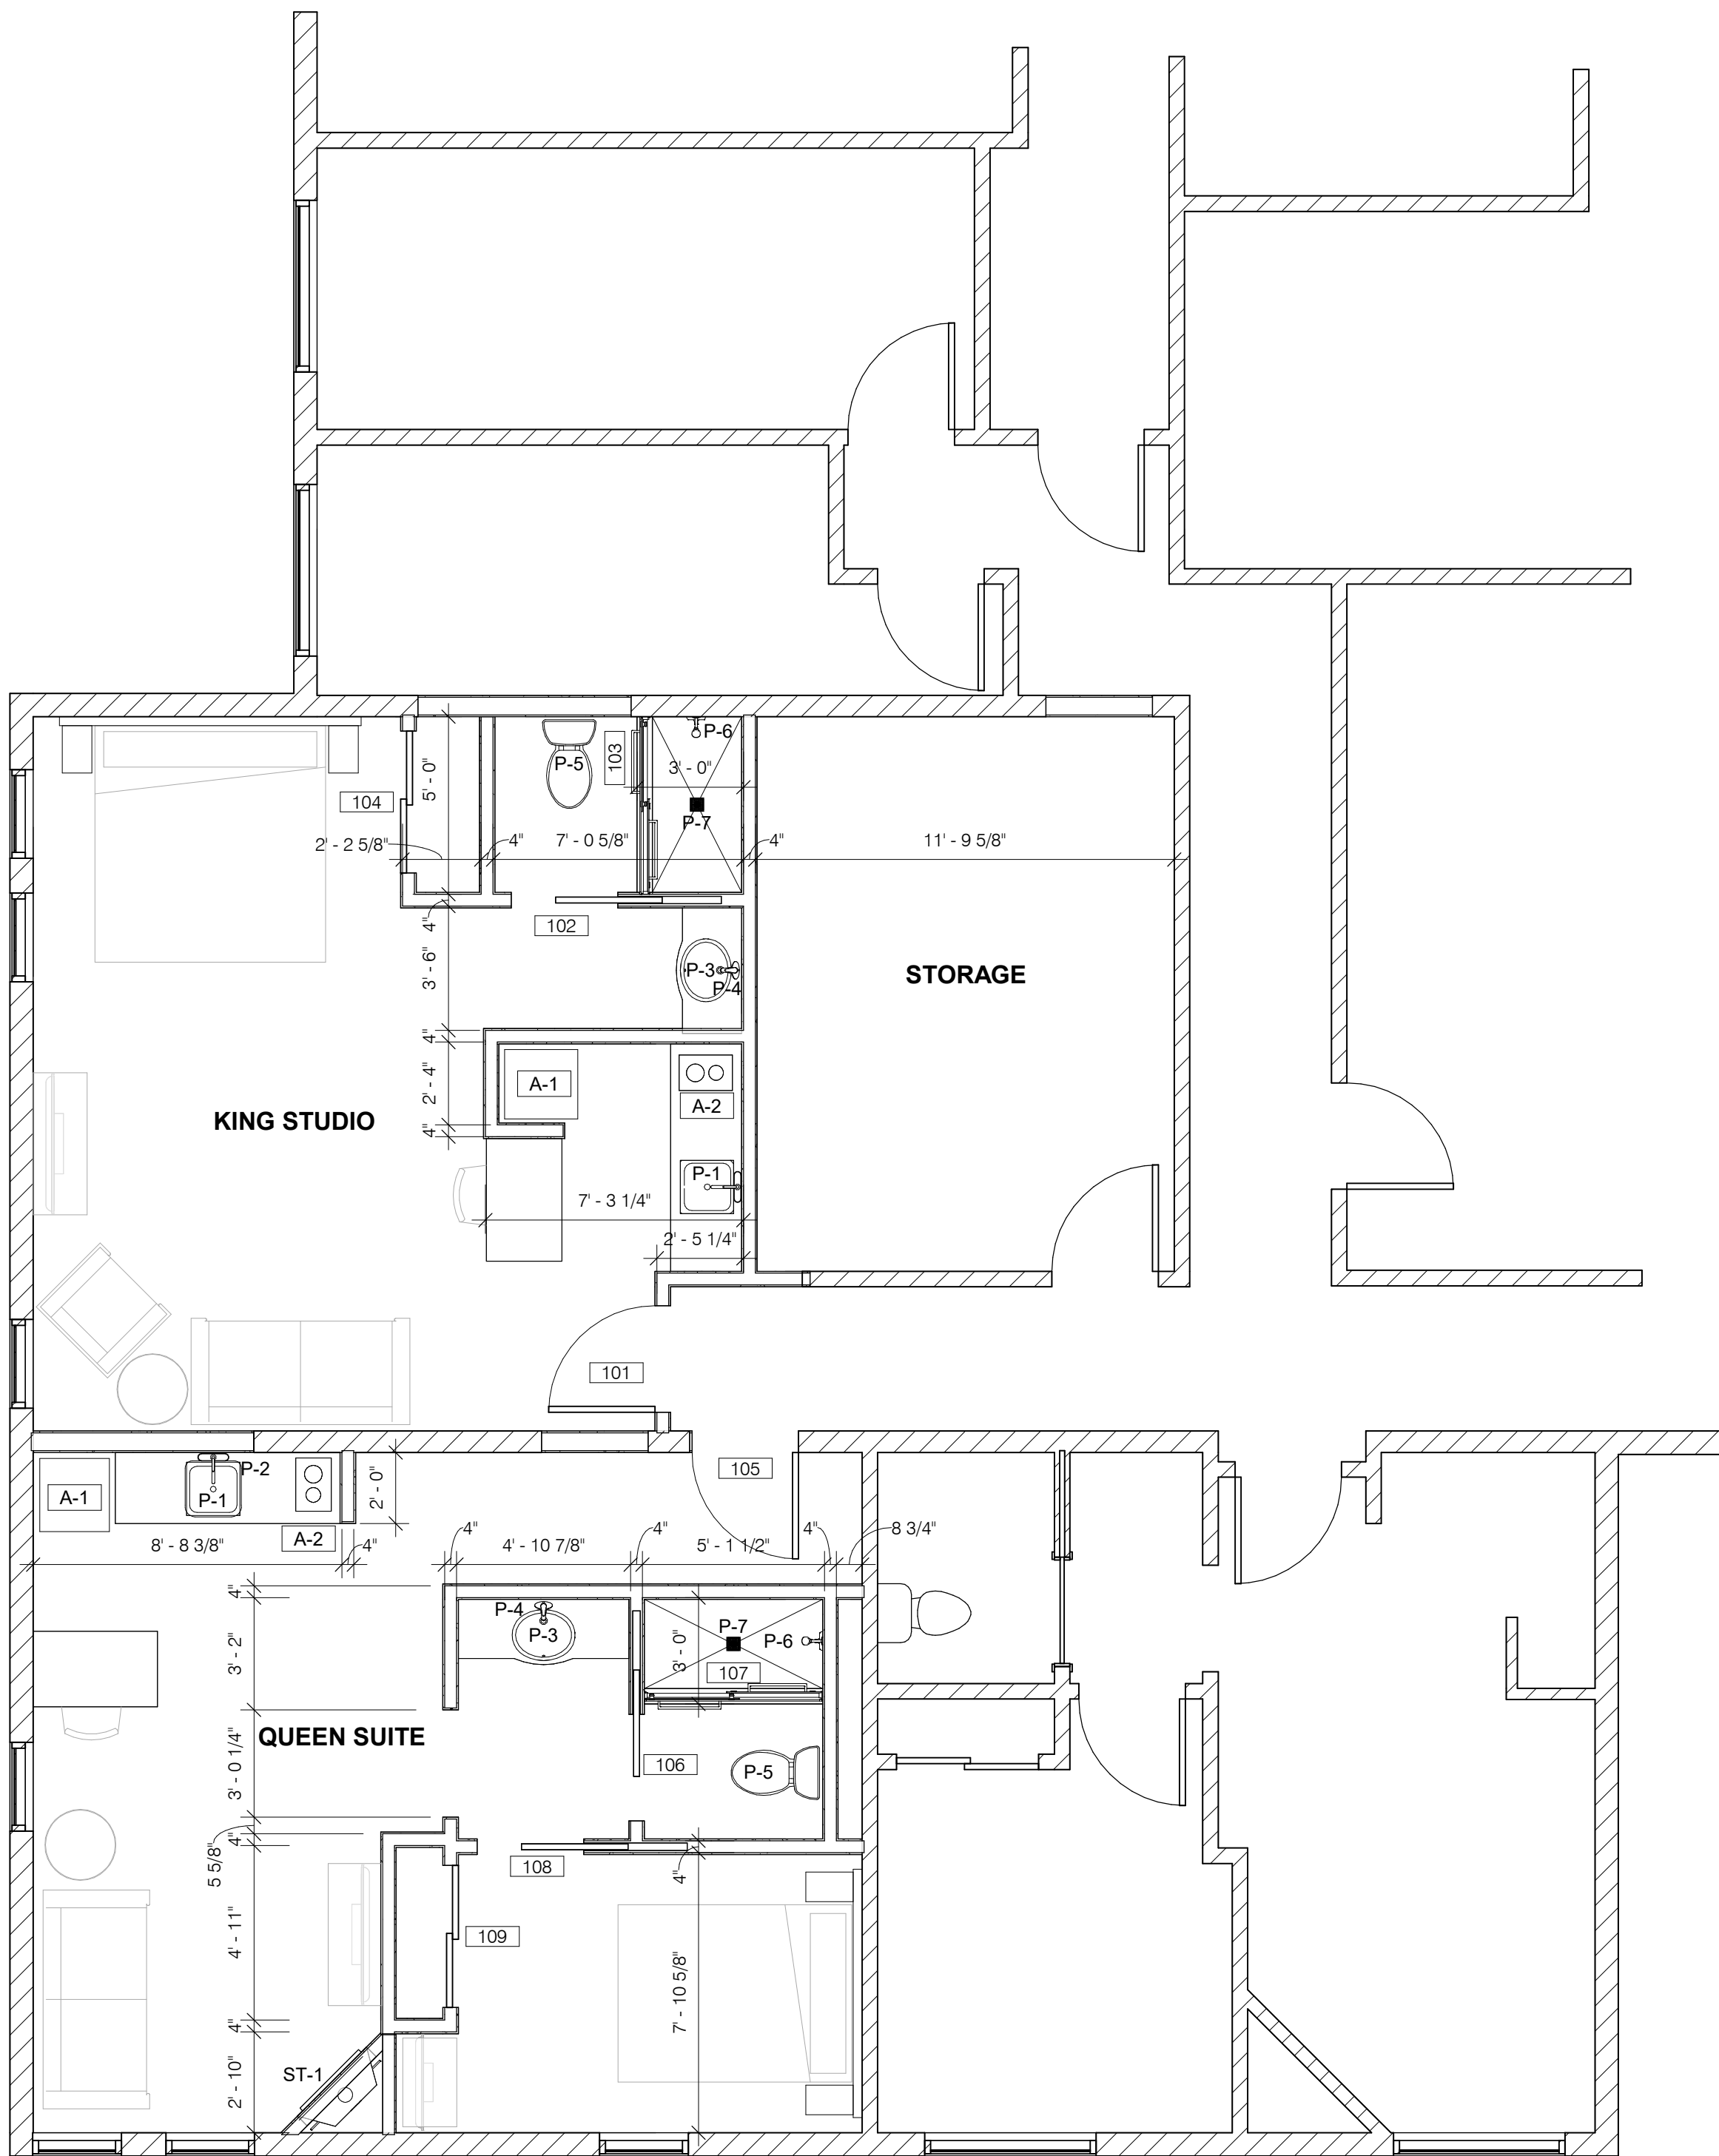 P-6
P-5
103
3' - 0"
5' - 0"
104
P-7
2' - 2 5/8"
4"
7' - 0 5/8"
4"
11' - 9 5/8"
4"
102
3' - 6"
P-3
P-4
STORAGE
4"
2' - 4"
A-1
A-2
KING STUDIO
4"
P-1
7' - 3 1/4"
2' - 5 1/4"
101
P-2
105
A-1
P-1
2' - 0"
A-2
8' - 8 3/8"
4"
4"
4' - 10 7/8"
4"
5' - 1 1/2"
4"
8 3/4"
4"
P-4
P-3
P-7
P-6
3' - 2"
3' - 0"
107
QUEEN SUITE
3' - 0 1/4"
106
P-5
4"
5 5/8"
108
4"
4' - 11"
109
7' - 10 5/8"
4"
ST-1
2' - 10"